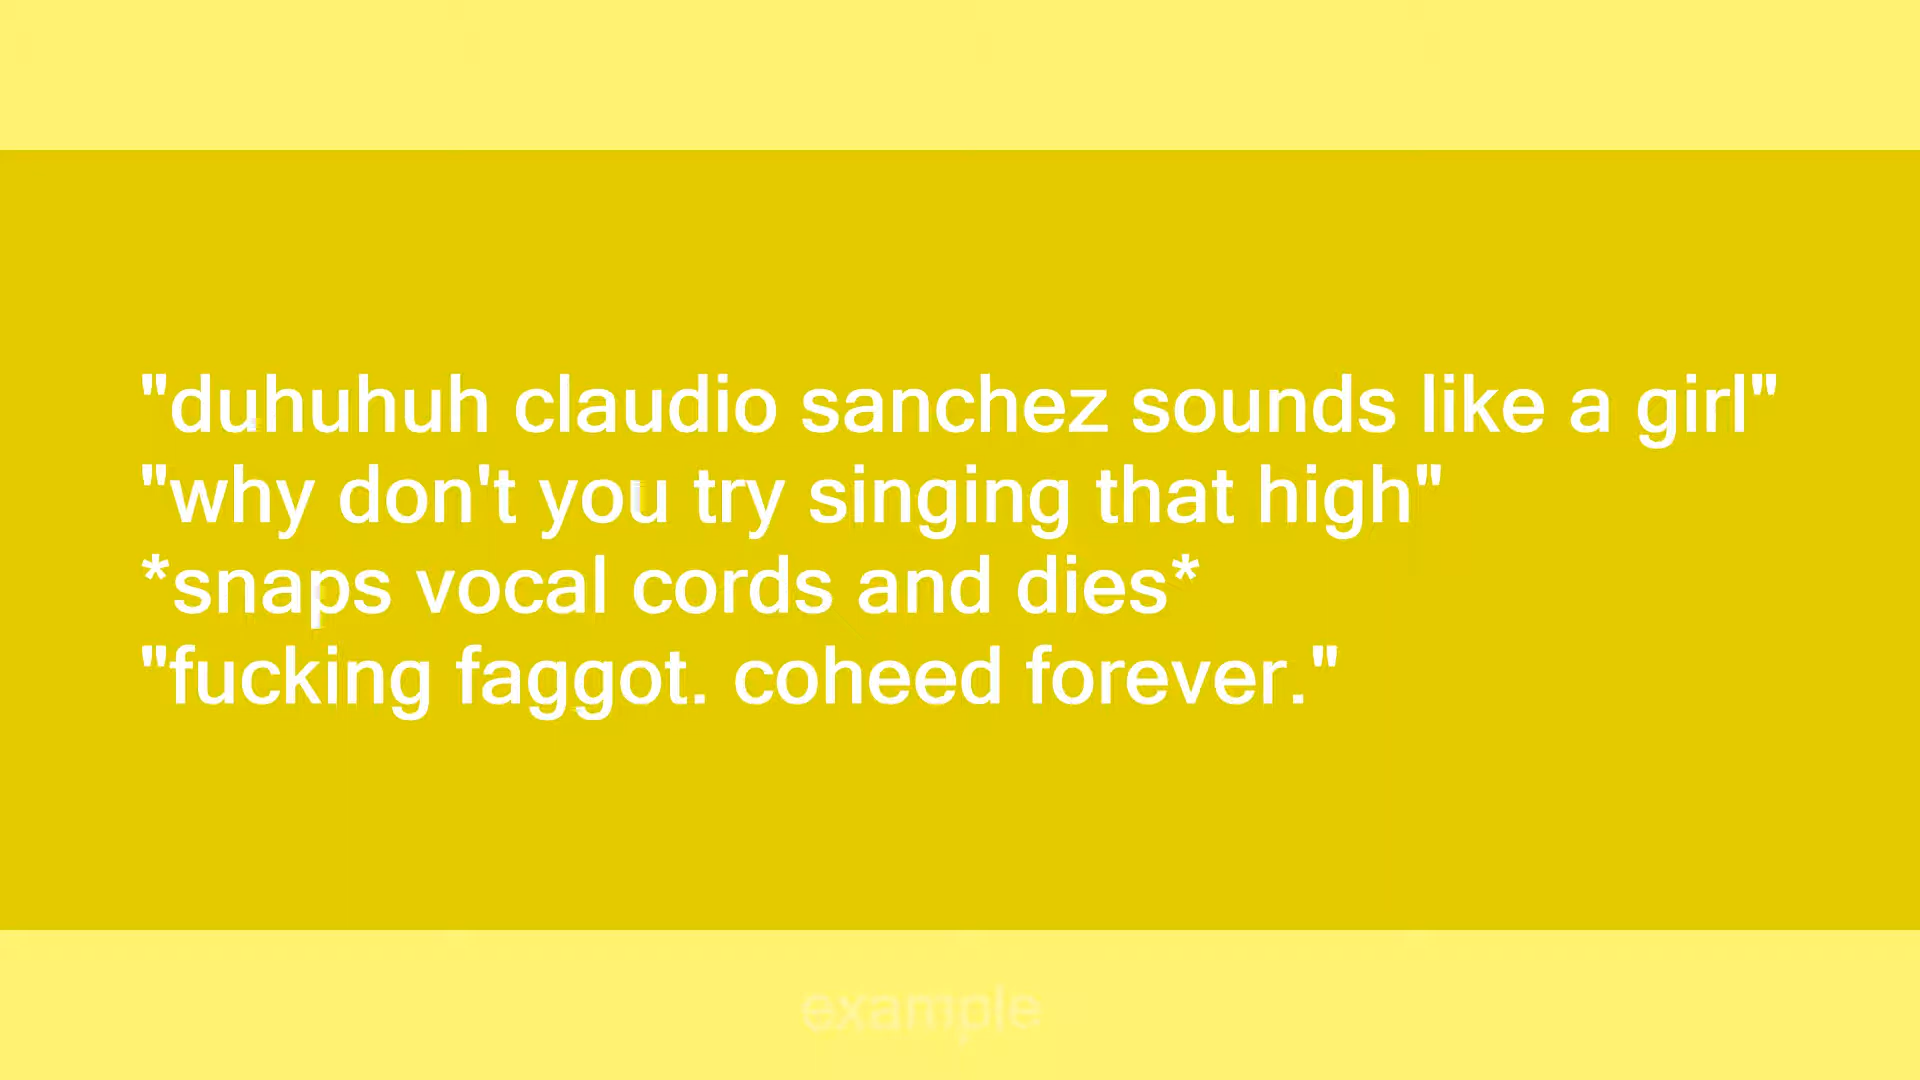 "duhuhuh claudio sanchez sounds like a girl"
"why don't you try singing that high"
*snaps vocal cords and dies*
"fucking faggot. coheed forever."
example